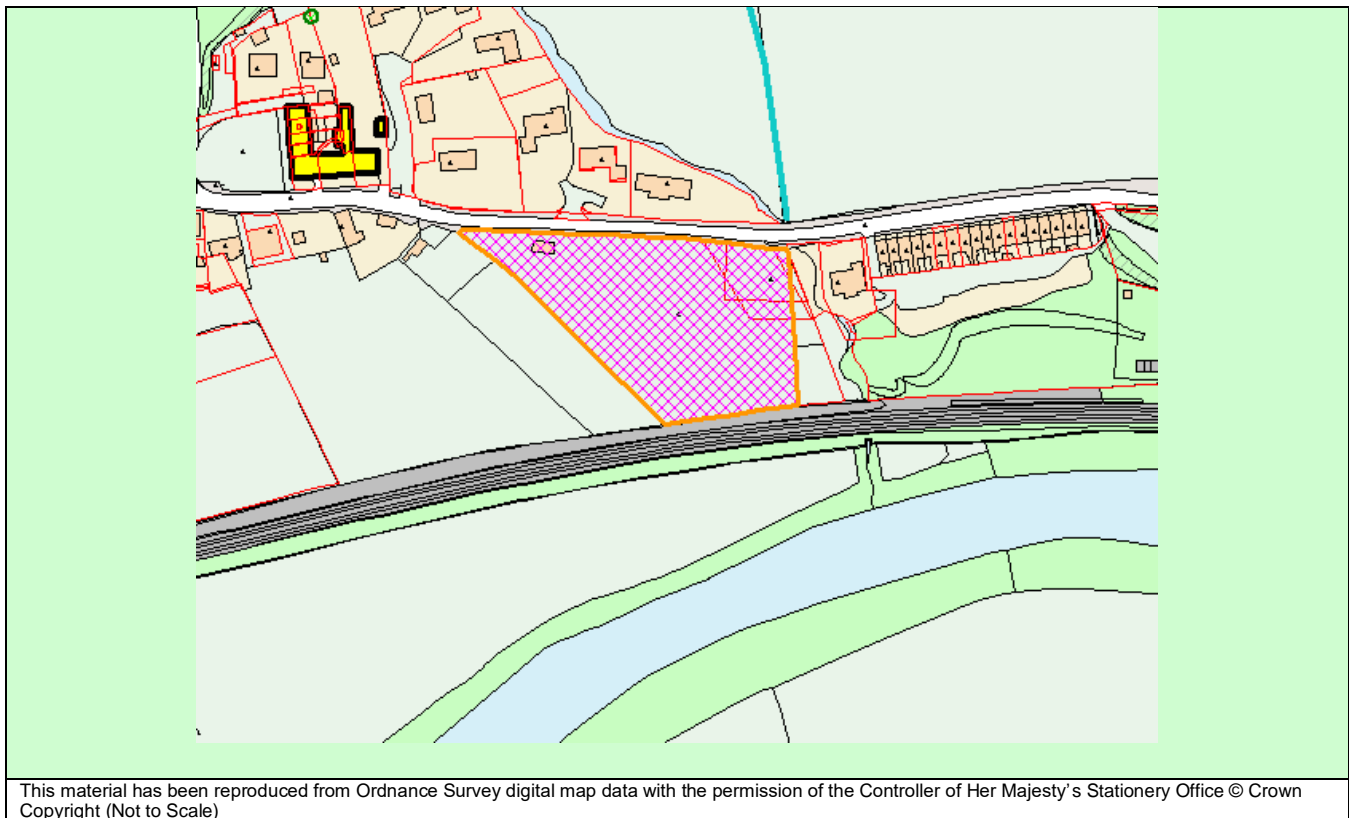 This material has been reproduced from Ordnance Survey digital map data with the permission of the Controller of Her Majesty's Stationery Office © Crown
Copyright (Not to Scale)